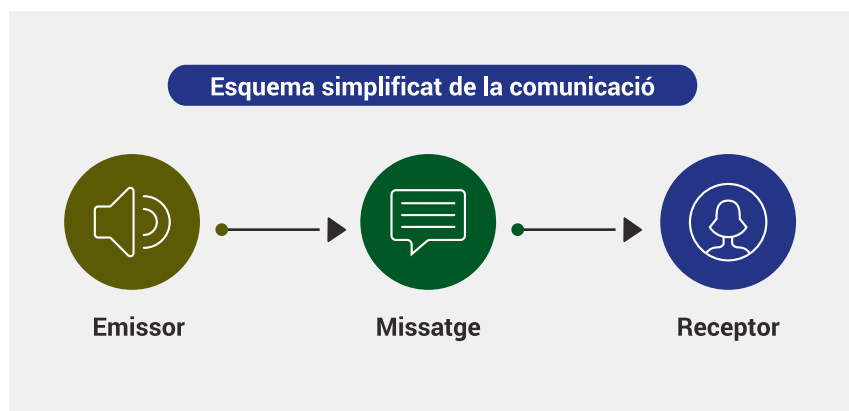 Esquema simplificat de la comunicació
Emissor
Missatge
Receptor